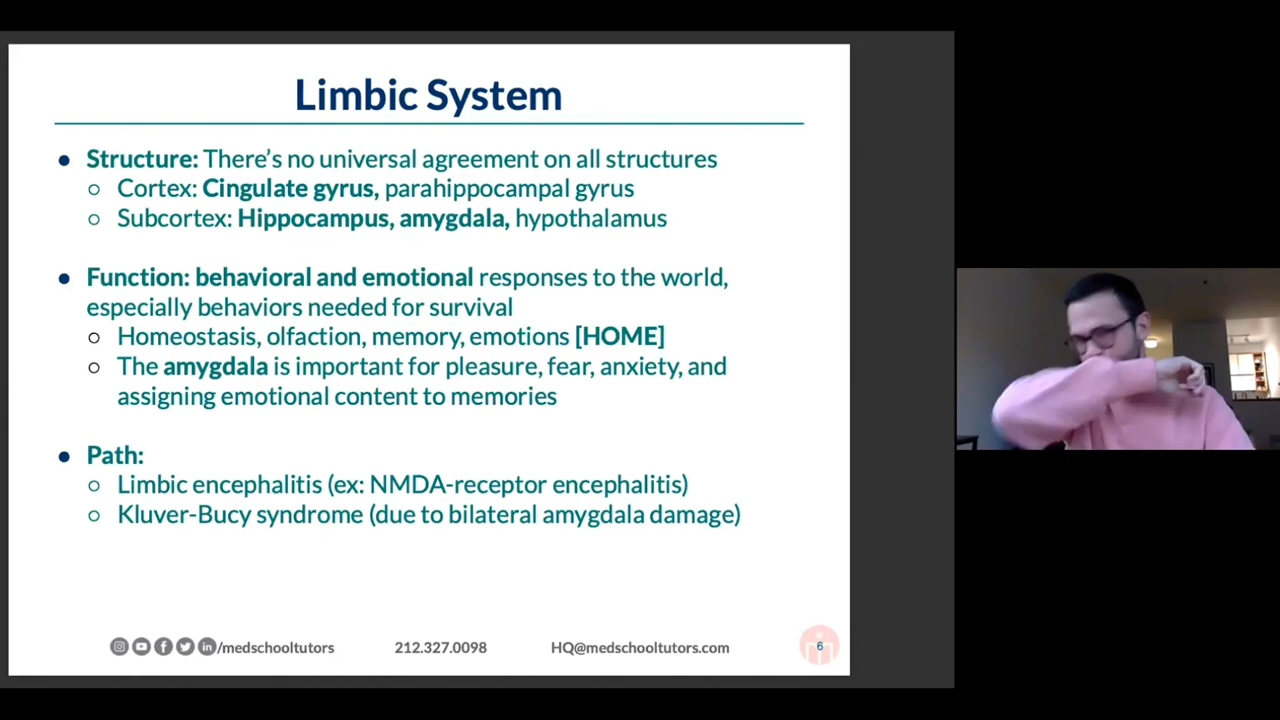 Limbic System
● Structure: There's no universal agreement on all structures
○ Cortex: Cingulate gyrus, parahippocampal gyrus
○ Subcortex: Hippocampus, amygdala, hypothalamus
● Function: behavioral and emotional responses to the world,
especially behaviors needed for survival
○ Homeostasis, olfaction, memory, emotions [HOME]
○ The amygdala is important for pleasure, fear, anxiety, and
assigning emotional content to memories
● Path:
○ Limbic encephalitis (ex: NMDA-receptor encephalitis)
○ Kluver-Bucy syndrome (due to bilateral amygdala damage)
/medschooltutors 212.327.0098 HQ@medschooltutors.com 6